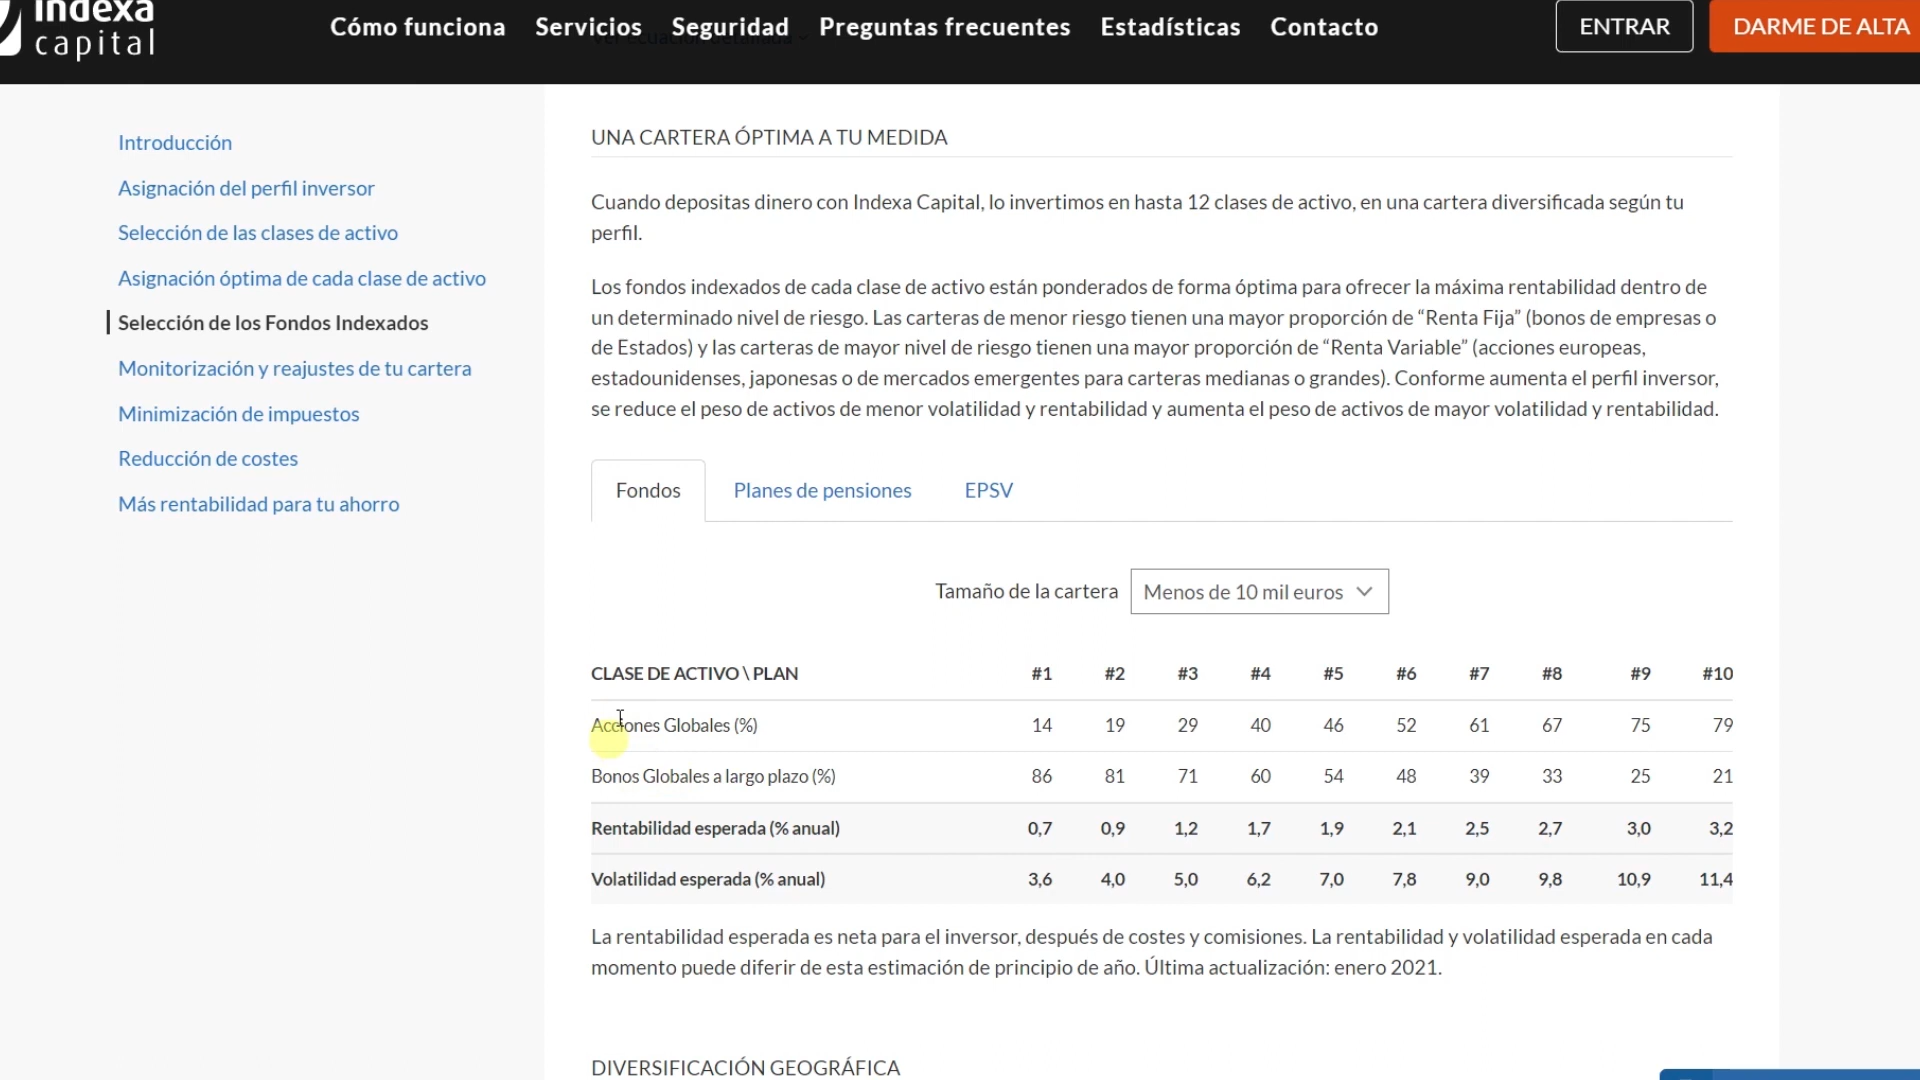 indexa
capital
Cómo funciona Servicios Seguridad Preguntas frecuentes Estadísticas Contacto ENTRAR DARME DE ALTA
Introducción
Asignación del perfil inversor
Selección de las clases de activo
Asignación óptima de cada clase de activo
Selección de los Fondos Indexados
Monitorización y reajustes de tu cartera
Minimización de impuestos
Reducción de costes
Más rentabilidad para tu ahorro
UNA CARTERA ÓPTIMA A TU MEDIDA
Cuando depositas dinero con Indexa Capital, lo invertimos en hasta 12 clases de activo, en una cartera diversificada según tu
perfil.
Los fondos indexados de cada clase de activo están ponderados de forma óptima para ofrecer la máxima rentabilidad dentro de
un determinado nivel de riesgo. Las carteras de menor riesgo tienen una mayor proporción de “Renta Fija” (bonos de empresas o
de Estados) y las carteras de mayor nivel de riesgo tienen una mayor proporción de “Renta Variable” (acciones europeas,
estadounidenses, japonesas o de mercados emergentes para carteras medianas o grandes). Conforme aumenta el perfil inversor,
se reduce el peso de activos de menor volatilidad y rentabilidad y aumenta el peso de activos de mayor volatilidad y rentabilidad.
Fondos Planes de pensiones EPSV
Tamaño de la cartera Menos de 10 mil euros
CLASE DE ACTIVO \ PLAN #1 #2 #3 #4 #5 #6 #7 #8 #9 #10
Acciones Globales (%) 14 19 29 40 46 52 61 67 75 79
Bonos Globales a largo plazo (%) 86 81 71 60 54 48 39 33 25 21
Rentabilidad esperada (% anual) 0,7 0,9 1,2 1,7 1,9 2,1 2,5 2,7 3,0 3,2
Volatilidad esperada (% anual) 3,6 4,0 5,0 6,2 7,0 7,8 9,0 9,8 10,9 11,4
La rentabilidad esperada es neta para el inversor, después de costes y comisiones. La rentabilidad y volatilidad esperada en cada
momento puede diferir de esta estimación de principio de año. Última actualización: enero 2021.
DIVERSIFICACIÓN GEOGRÁFICA